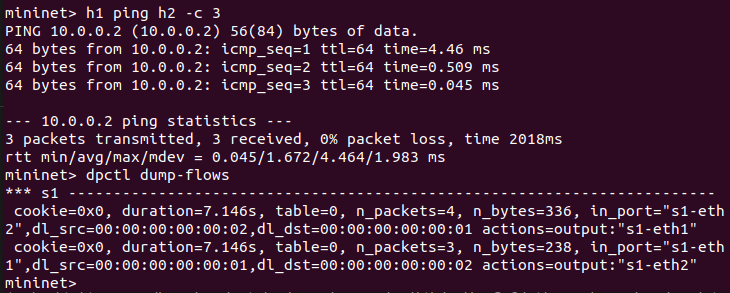 mininet> h1 ping h2 -c 3
PING 10.0.0.2 (10.0.0.2) 56(84) bytes of data.
64 bytes from 10.0.0.2: icmp_seq=1 ttl=64 time=4.46 ms
64 bytes from 10.0.0.2: icmp_seq=2 ttl=64 time=0.509 ms
64 bytes from 10.0.0.2: icmp_seq=3 ttl=64 time=0.045 ms
--- 10.0.0.2 ping statistics ---
3 packets transmitted, 3 received, 0% packet loss, time 2018ms
rtt min/avg/max/mdev = 0.045/1.672/4.464/1.983 ms
mininet> dpctl dump-flows
*** s1 ------------------------------------------------------------------------
 cookie=0x0, duration=7.146s, table=0, n_packets=4, n_bytes=336, in_port="s1-eth
2",dl_src=00:00:00:00:00:02,dl_dst=00:00:00:00:00:01 actions=output:"s1-eth1"
 cookie=0x0, duration=7.146s, table=0, n_packets=3, n_bytes=238, in_port="s1-eth
1",dl_src=00:00:00:00:00:01,dl_dst=00:00:00:00:00:02 actions=output:"s1-eth2"
mininet>